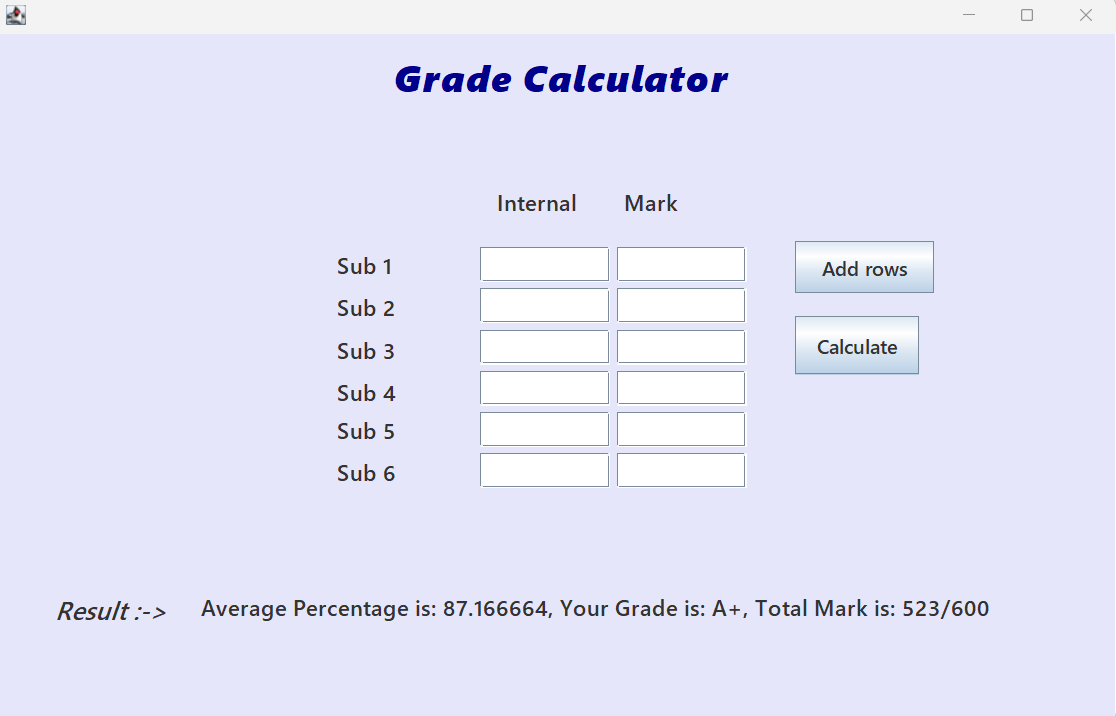 Grade Calculator
Internal Mark
Sub 1
Add rows
Sub 2
Sub 3
Calculate
Sub 4
Sub 5
Sub 6
Result :-> Average Percentage is: 87.166664, Your Grade is: A+, Total Mark is: 523/600